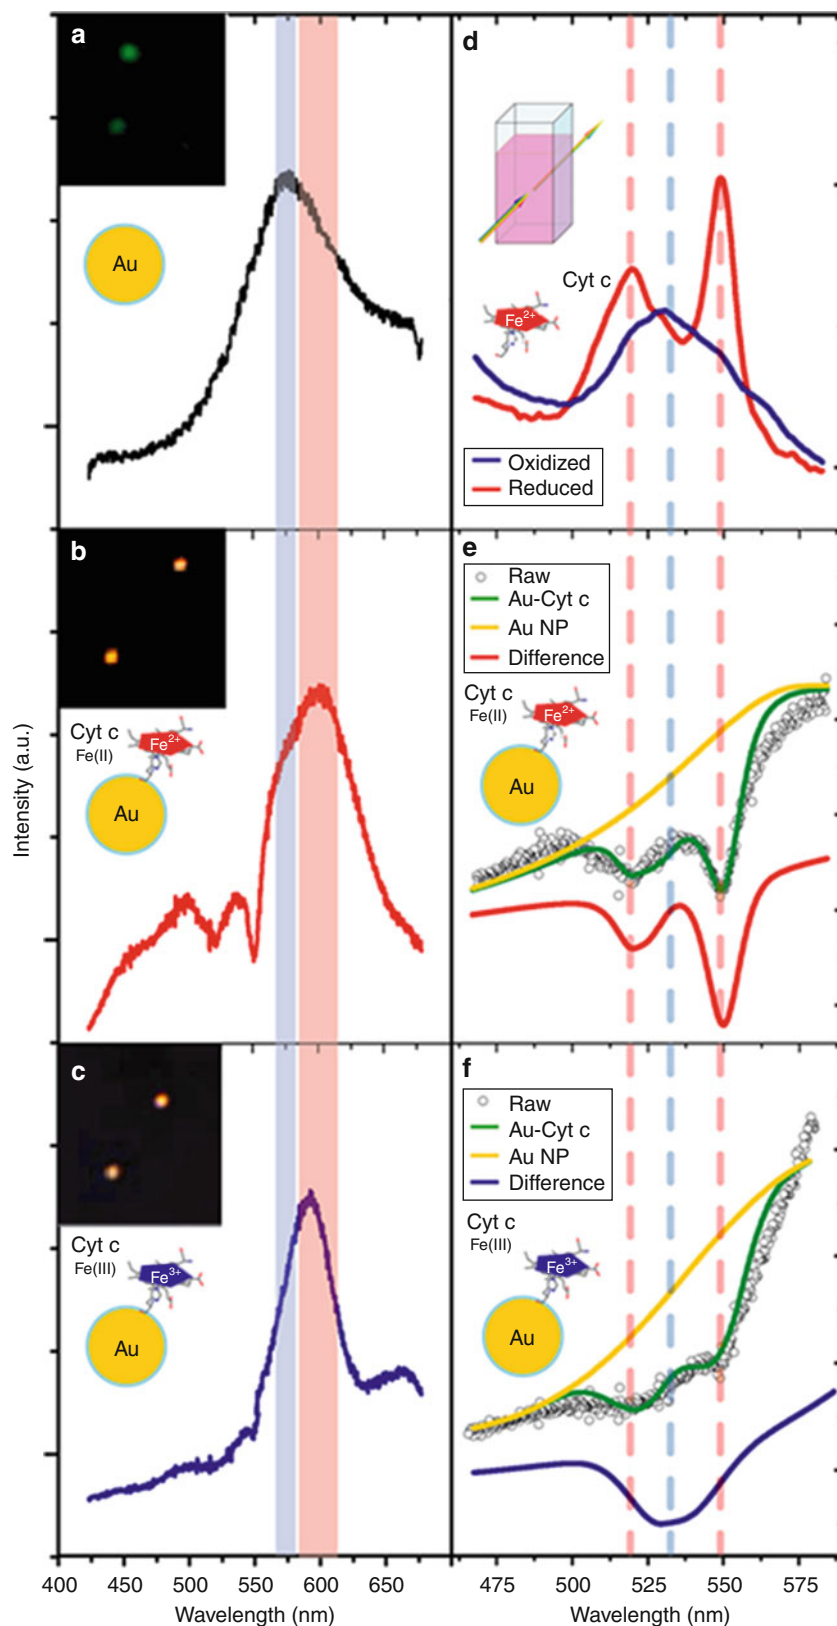 a
Au
b
Cyt c
Fe(II)
Fe2+
Au
c
Cyt c
Fe(III)
Fe3+
Au
Intensity (a.u.)
400 450 500 550 600 650
Wavelength (nm)
d
Cyt c
Fe2+
Oxidized
Reduced
e
Raw
Au-Cyt c
Au NP
Difference
Cyt c
Fe(II)
Fe2+
Au
f
Raw
Au-Cyt c
Au NP
Difference
Cyt c
Fe(III)
Fe3+
Au
475 500 525 550 575
Wavelength (nm)